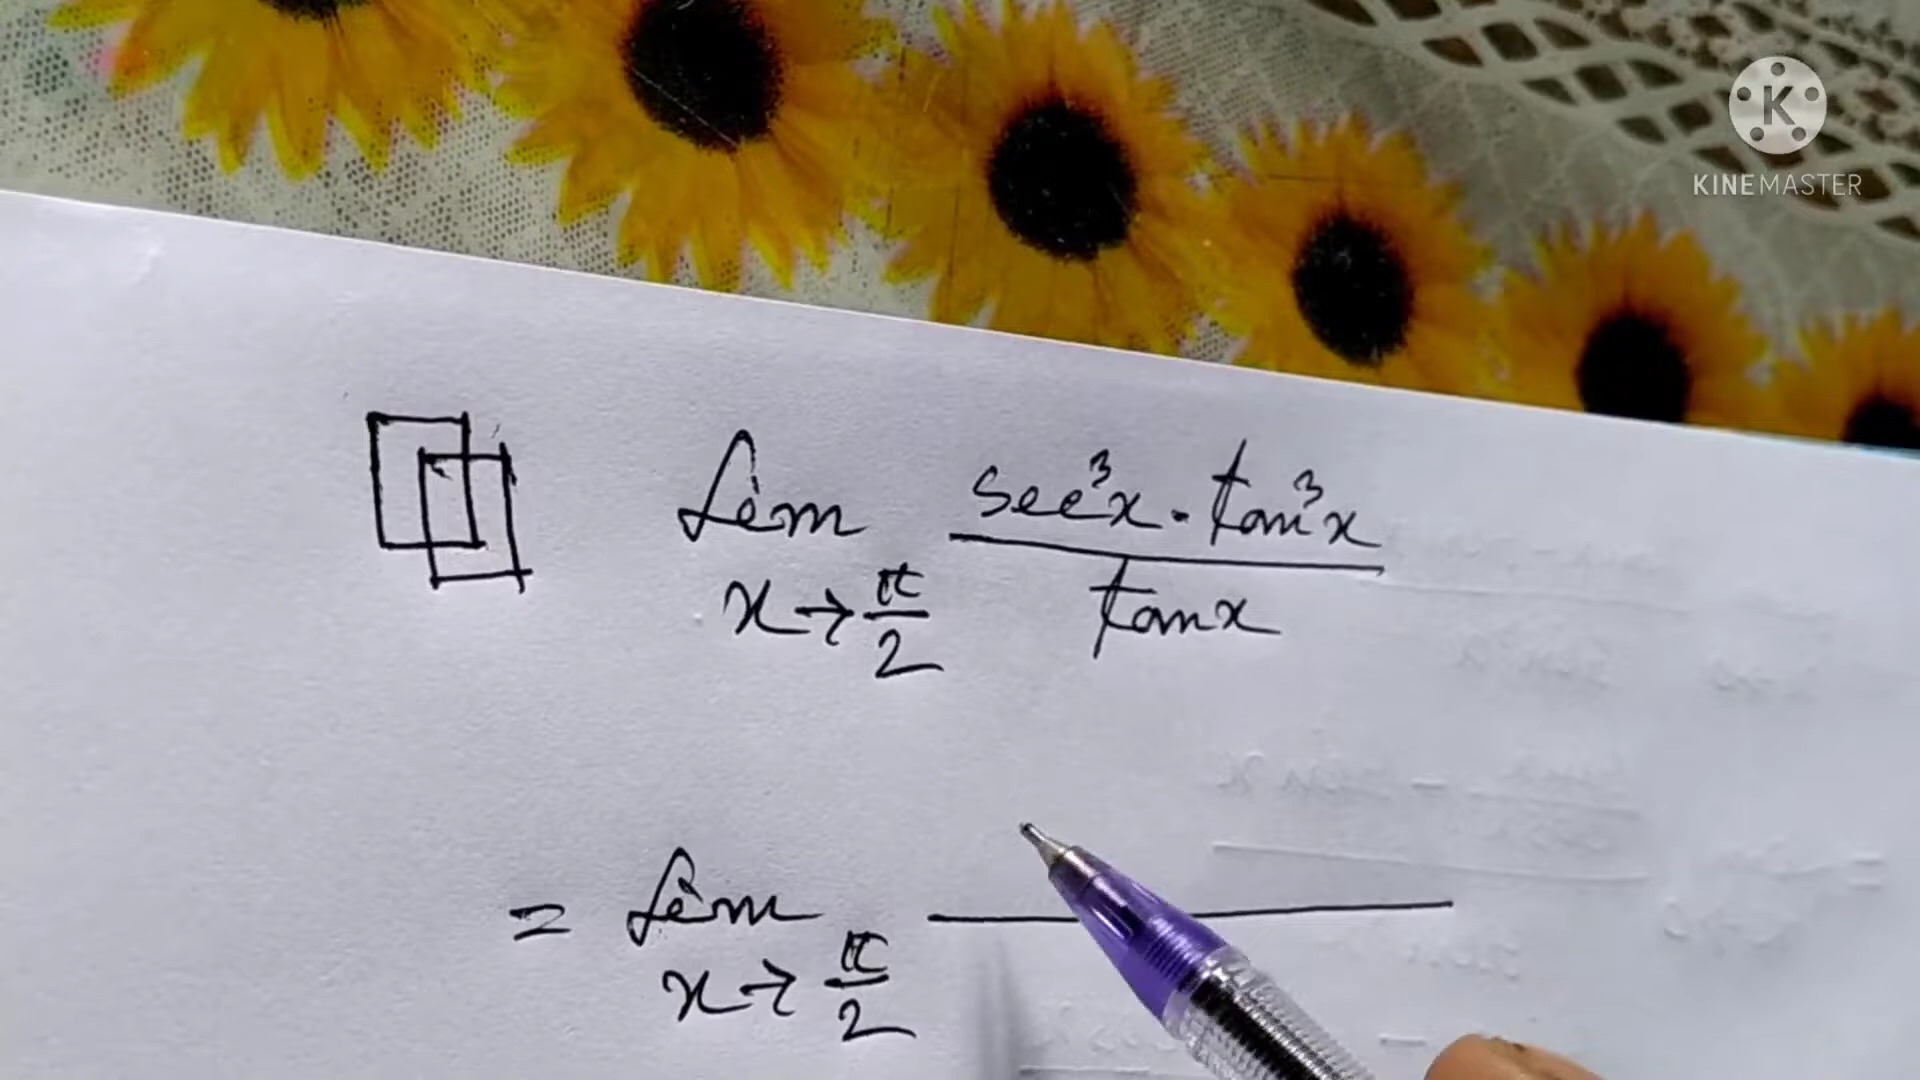 KINEMASTER
Lim sec³x - tan³x
x→π/2 tanx
= Lim
x→π/2